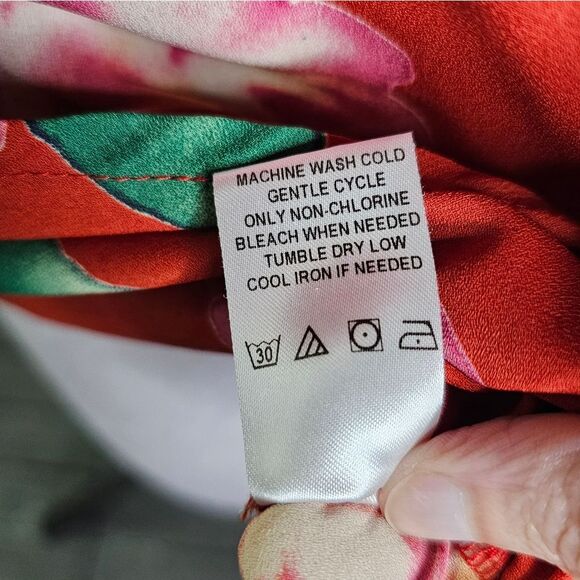 MACHINE WASH COLD
GENTLE CYCLE
ONLY NON-CHLORINE
BLEACH WHEN NEEDED
TUMBLE DRY LOW
COOL IRON IF NEEDED
30